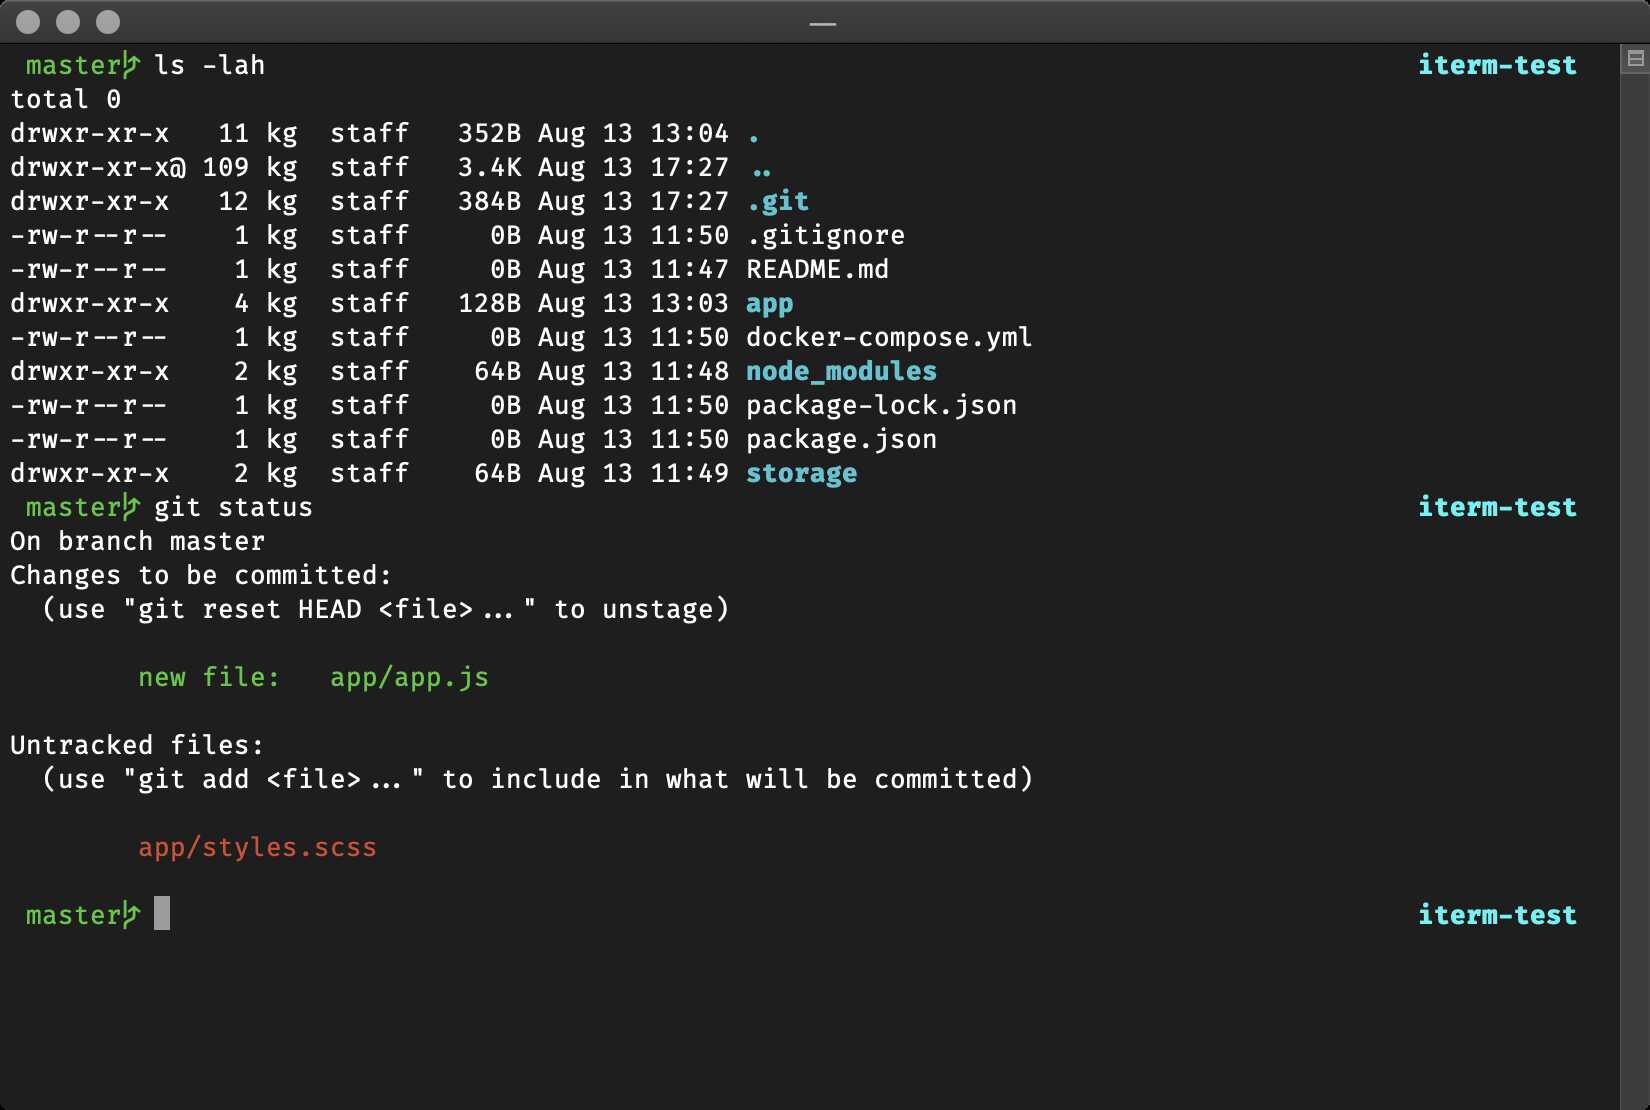 master ls -lah iterm-test
total 0
drwxr-xr-x   11 kg  staff   352B Aug 13 13:04 .
drwxr-xr-x@ 109 kg  staff   3.4K Aug 13 17:27 ..
drwxr-xr-x   12 kg  staff   384B Aug 13 17:27 .git
-rw-r--r--    1 kg  staff     0B Aug 13 11:50 .gitignore
-rw-r--r--    1 kg  staff     0B Aug 13 11:47 README.md
drwxr-xr-x    4 kg  staff   128B Aug 13 13:03 app
-rw-r--r--    1 kg  staff     0B Aug 13 11:50 docker-compose.yml
drwxr-xr-x    2 kg  staff    64B Aug 13 11:48 node_modules
-rw-r--r--    1 kg  staff     0B Aug 13 11:50 package-lock.json
-rw-r--r--    1 kg  staff     0B Aug 13 11:50 package.json
drwxr-xr-x    2 kg  staff    64B Aug 13 11:49 storage
master git status iterm-test
On branch master
Changes to be committed:
  (use "git reset HEAD <file>..." to unstage)
        new file:   app/app.js
Untracked files:
  (use "git add <file>..." to include in what will be committed)
        app/styles.scss
master iterm-test